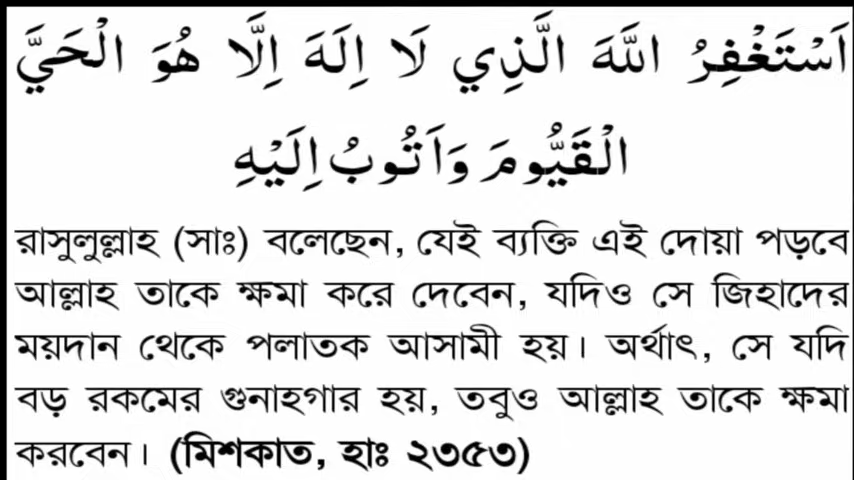 اَسْتَغْفِرُ اللَّهَ الَّذِي لَا اِلَهَ اِلَّا هُوَ الْحَيَّ
الْقَيُّومَ وَاَتُوبُ اِلَيْهِ
রাসুলুল্লাহ (সাঃ) বলেছেন, যেই ব্যক্তি এই দোয়া পড়বে
আল্লাহ তাকে ক্ষমা করে দেবেন, যদিও সে জিহাদের
ময়দান থেকে পলাতক আসামী হয়। অর্থাৎ, সে যদি
বড় রকমের গুনাহগার হয়, তবুও আল্লাহ তাকে ক্ষমা
করবেন। (মিশকাত, হাঃ ২৩৫৩)